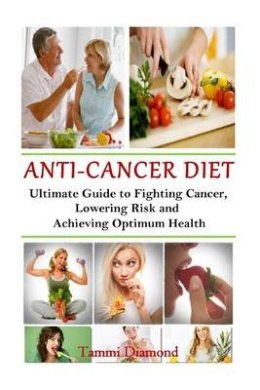 ANTI-CANCER DIET
Ultimate Guide to Fighting Cancer,
Lowering Risk and
Achieving Optimum Health
Tammi Diamond